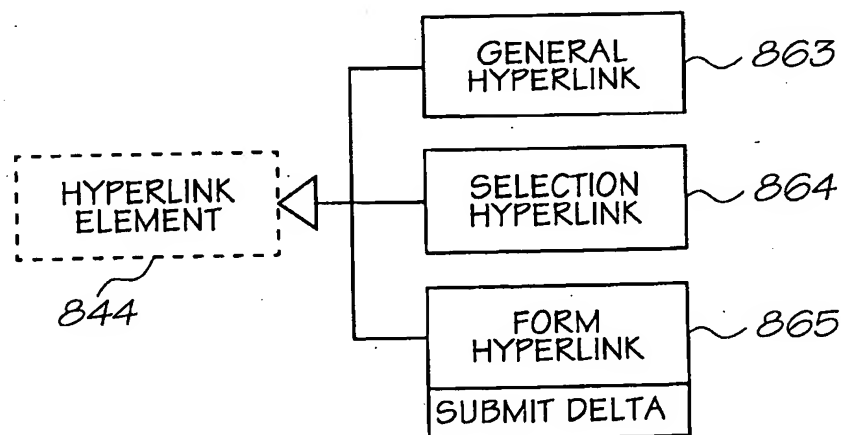 GENERAL
HYPERLINK
863
HYPERLINK
ELEMENT
844
SELECTION
HYPERLINK
864
FORM
HYPERLINK
865
SUBMIT DELTA